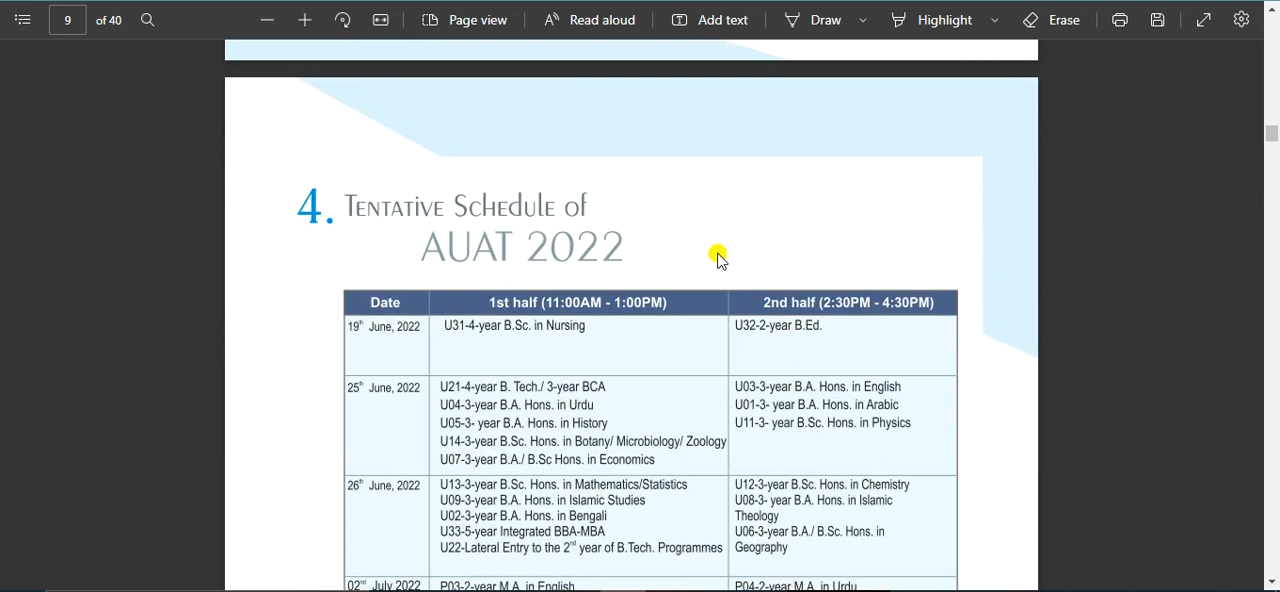 9 of 40 Page view Read aloud Add text Draw Highlight Erase
4. Tentative Schedule of
AUAT 2022
Date 1st half (11:00AM - 1:00PM) 2nd half (2:30PM - 4:30PM)
19th June, 2022 U31-4-year B.Sc. in Nursing U32-2-year B.Ed.
25th June, 2022 U21-4-year B. Tech./ 3-year BCA U03-3-year B.A. Hons. in English
U04-3-year B.A. Hons. in Urdu U01-3- year B.A. Hons. in Arabic
U05-3- year B.A. Hons. in History U11-3- year B.Sc. Hons. in Physics
U14-3-year B.Sc. Hons. in Botany/ Microbiology/ Zoology
U07-3-year B.A./ B.Sc Hons. in Economics
26th June, 2022 U13-3-year B.Sc. Hons. in Mathematics/Statistics U12-3-year B.Sc. Hons. in Chemistry
U09-3-year B.A. Hons. in Islamic Studies U08-3- year B.A. Hons. in Islamic
U02-3-year B.A. Hons. in Bengali Theology
U33-5-year Integrated BBA-MBA U06-3-year B.A./ B.Sc. Hons. in
U22-Lateral Entry to the 2nd year of B.Tech. Programmes Geography
02nd July 2022 P03-2-year M.A. in English P04-2-year M.A. in Urdu